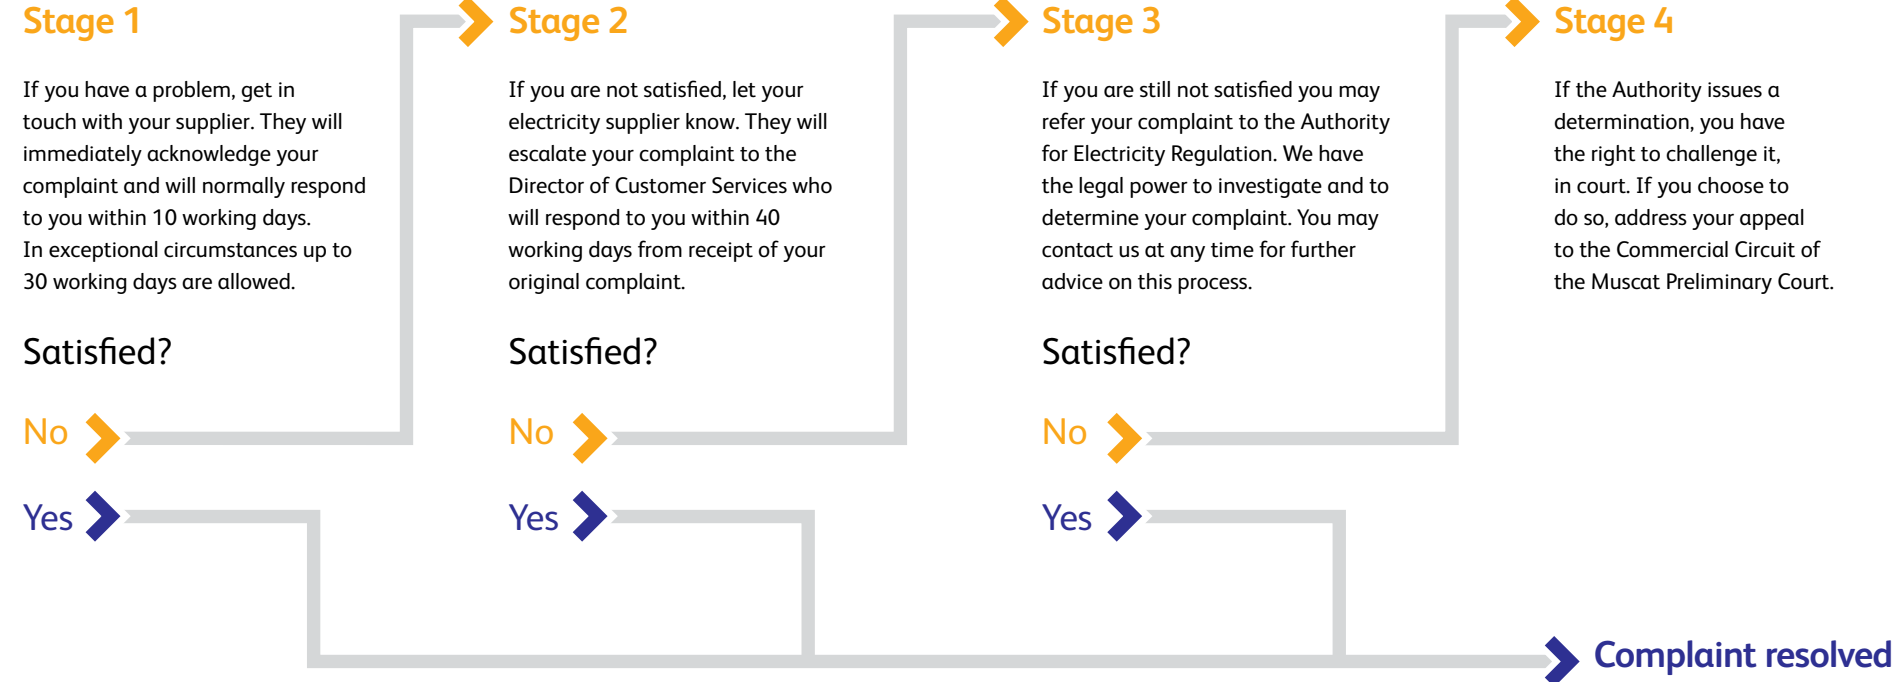 Stage 1
If you have a problem, get in
touch with your supplier. They will
immediately acknowledge your
complaint and will normally respond
to you within 10 working days.
In exceptional circumstances up to
30 working days are allowed.
Satisfied?
No
Yes
Stage 2
If you are not satisfied, let your
electricity supplier know. They will
escalate your complaint to the
Director of Customer Services who
will respond to you within 40
working days from receipt of your
original complaint.
Satisfied?
No
Yes
Stage 3
If you are still not satisfied you may
refer your complaint to the Authority
for Electricity Regulation. We have
the legal power to investigate and to
determine your complaint. You may
contact us at any time for further
advice on this process.
Satisfied?
No
Yes
Stage 4
If the Authority issues a
determination, you have
the right to challenge it,
in court. If you choose to
do so, address your appeal
to the Commercial Circuit of
the Muscat Preliminary Court.
Complaint resolved